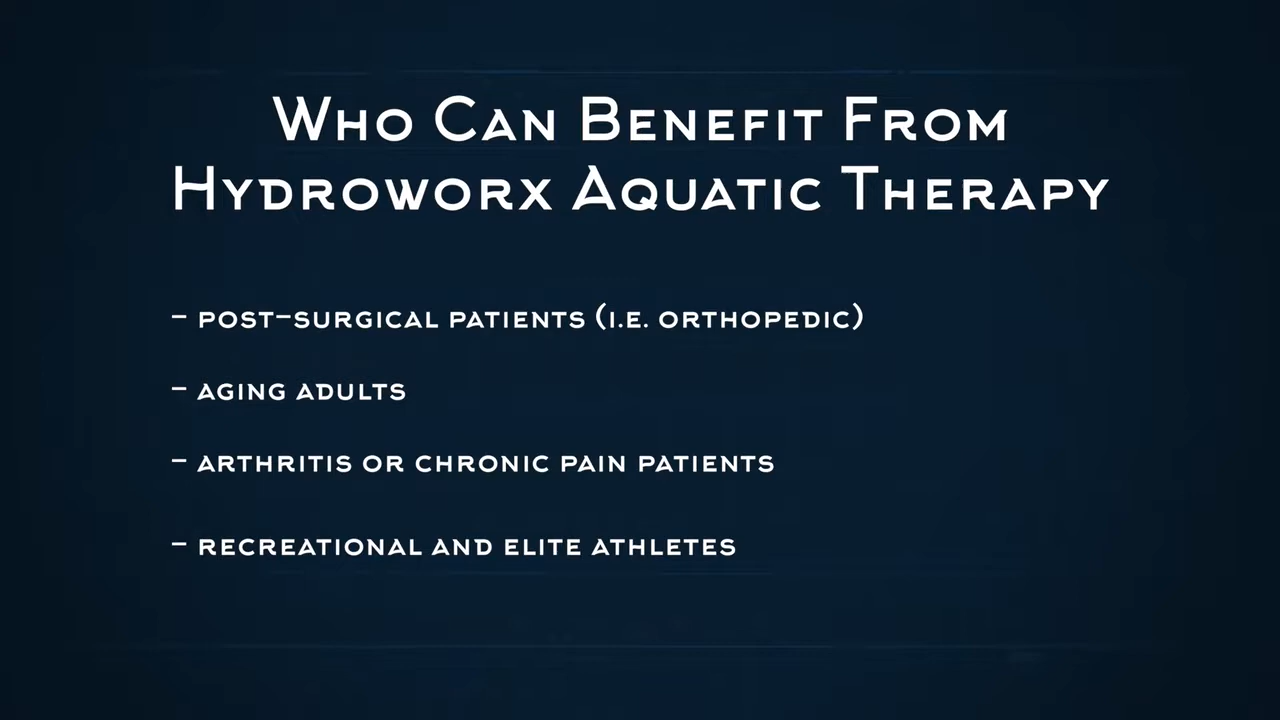 Who Can Benefit From
Hydroworx Aquatic Therapy
- post-surgical patients (i.e. orthopedic)
- aging adults
- arthritis or chronic pain patients
- recreational and elite athletes